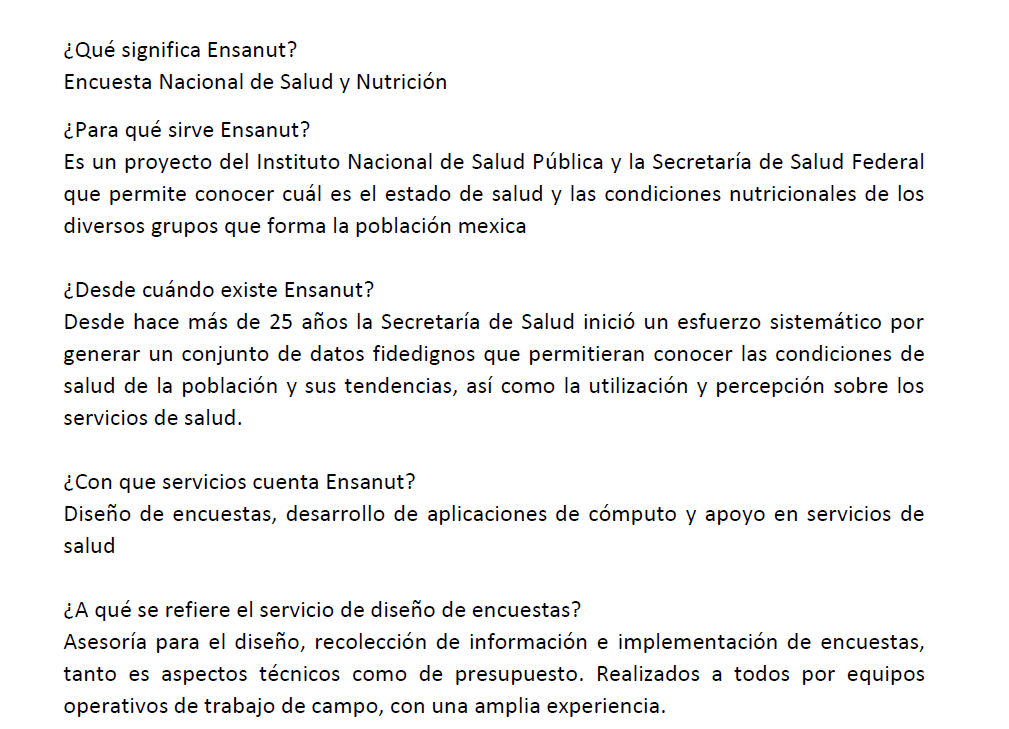 ¿Qué significa Ensanut?
Encuesta Nacional de Salud y Nutrición
¿Para qué sirve Ensanut?
Es un proyecto del Instituto Nacional de Salud Pública y la Secretaría de Salud Federal
que permite conocer cuál es el estado de salud y las condiciones nutricionales de los
diversos grupos que forma la población mexica
¿Desde cuándo existe Ensanut?
Desde hace más de 25 años la Secretaría de Salud inició un esfuerzo sistemático por
generar un conjunto de datos fidedignos que permitieran conocer las condiciones de
salud de la población y sus tendencias, así como la utilización y percepción sobre los
servicios de salud.
¿Con que servicios cuenta Ensanut?
Diseño de encuestas, desarrollo de aplicaciones de cómputo y apoyo en servicios de
salud
¿A qué se refiere el servicio de diseño de encuestas?
Asesoría para el diseño, recolección de información e implementación de encuestas,
tanto es aspectos técnicos como de presupuesto. Realizados a todos por equipos
operativos de trabajo de campo, con una amplia experiencia.